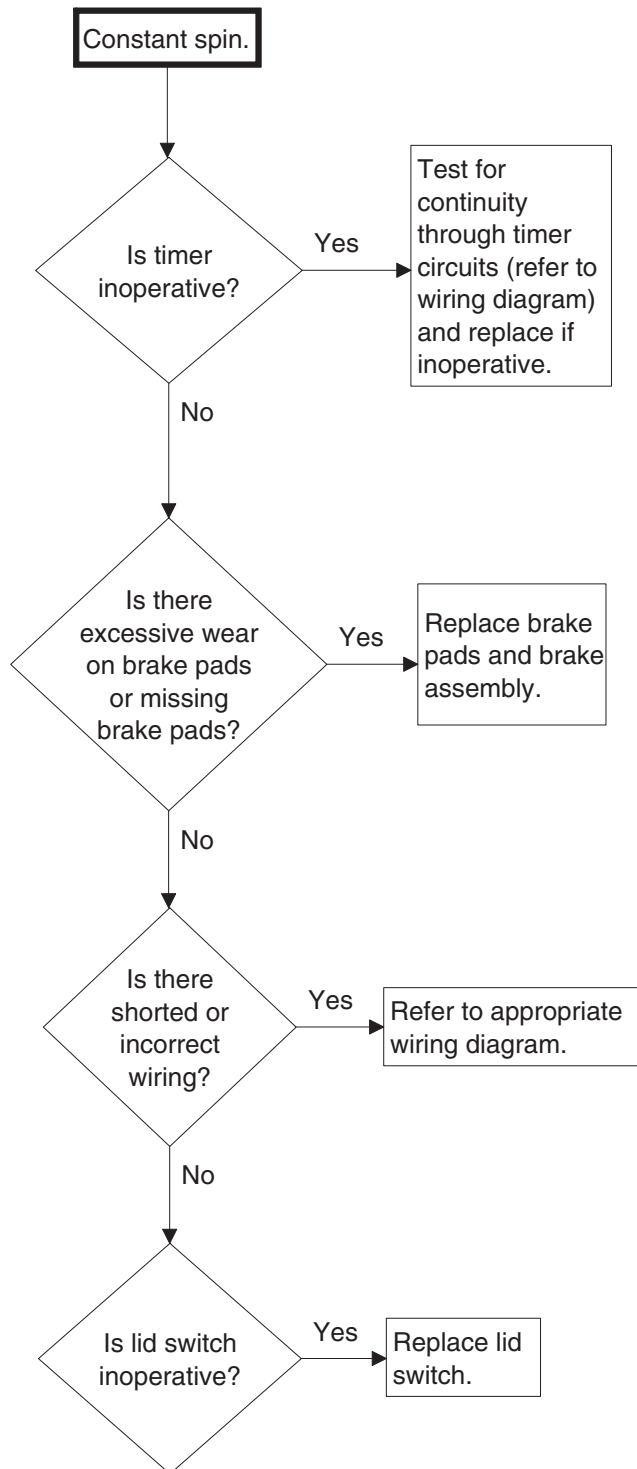 Constant spin.
Is timer
inoperative?
Yes
Test for
continuity
through timer
circuits (refer to
wiring diagram)
and replace if
inoperative.
No
Is there
excessive wear
on brake pads
or missing
brake pads?
Yes
Replace brake
pads and brake
assembly.
No
Is there
shorted or
incorrect
wiring?
Yes
Refer to appropriate
wiring diagram.
No
Is lid switch
inoperative?
Yes
Replace lid
switch.